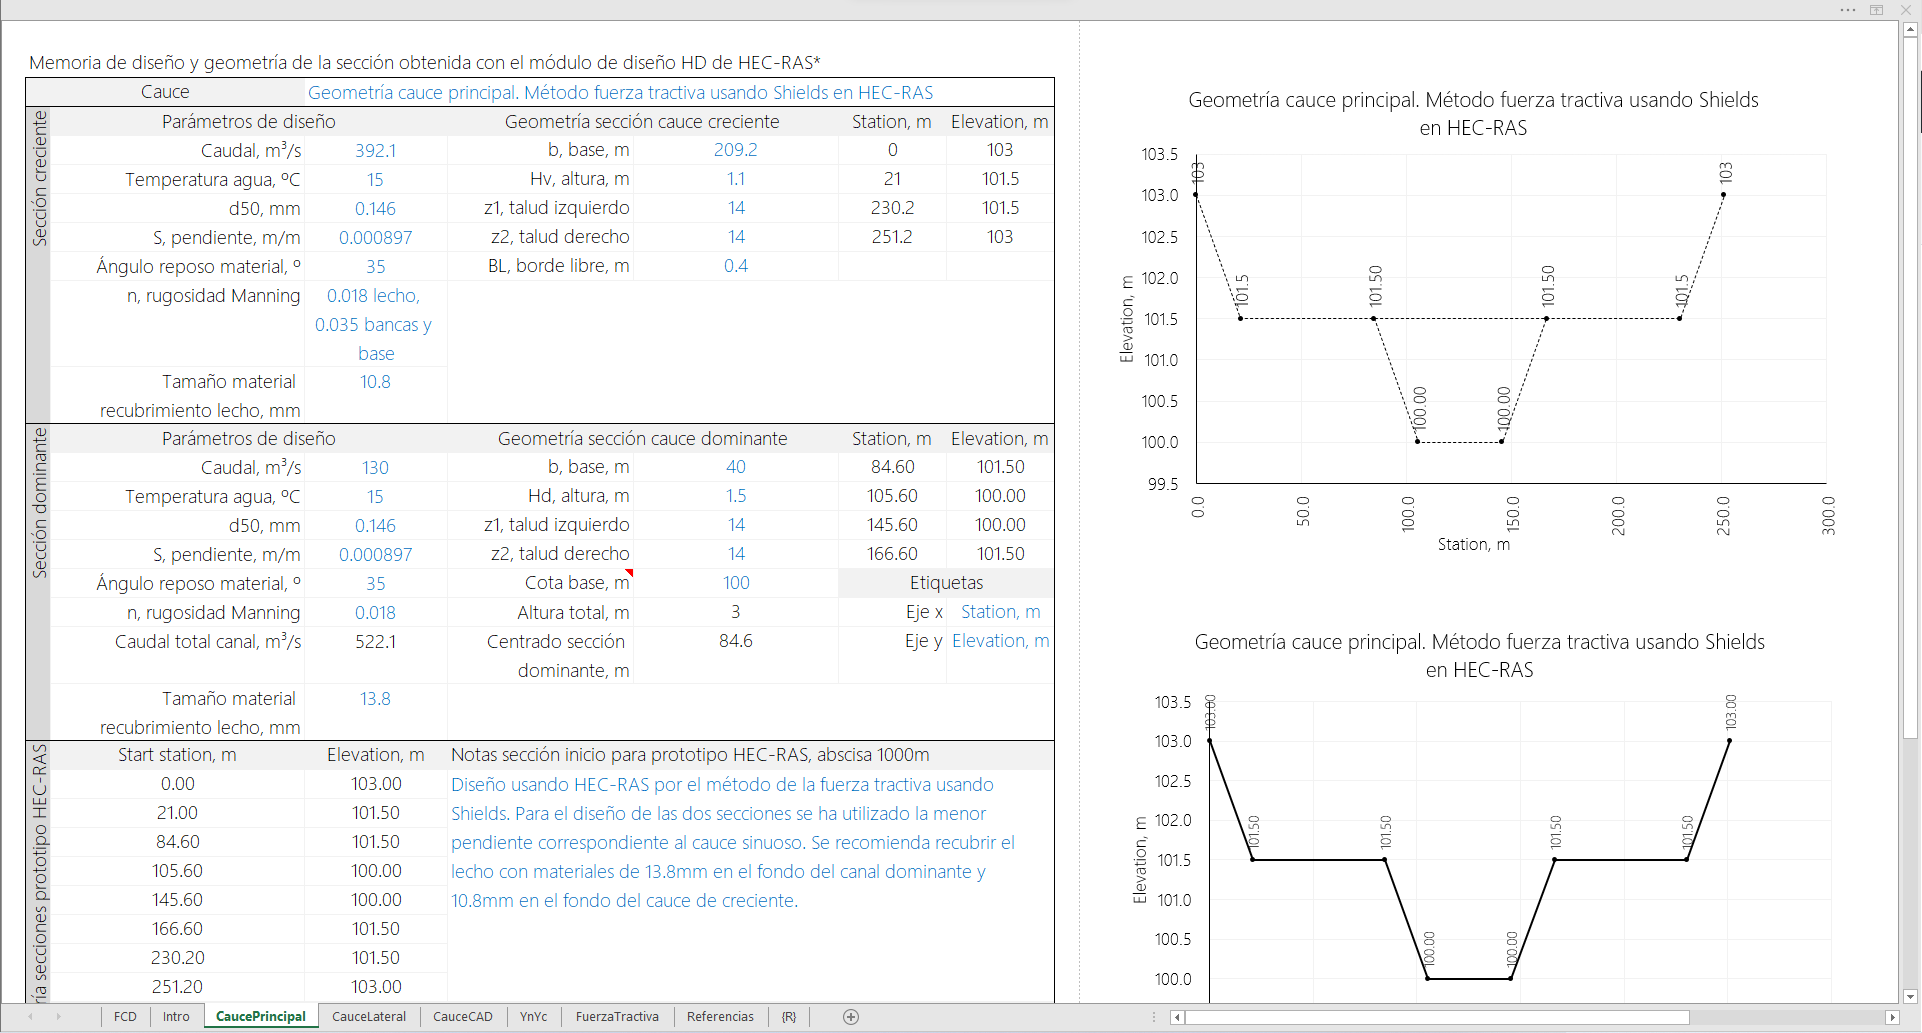 Memoria de diseño y geometría de la sección obtenida con el módulo de diseño HD de HEC-RAS*
Cauce Geometría cauce principal. Método fuerza tractiva usando Shields en HEC-RAS
Sección creciente
Parámetros de diseño Geometría sección cauce creciente Station, m Elevation, m
Caudal, m³/s 392.1 b, base, m 209.2 0 103
Temperatura agua, ºC 15 Hv, altura, m 1.1 21 101.5
d50, mm 0.146 z1, talud izquierdo 14 230.2 101.5
S, pendiente, m/m 0.000897 z2, talud derecho 14 251.2 103
Ángulo reposo material, º 35 BL, borde libre, m 0.4
n, rugosidad Manning 0.018 lecho,
0.035 bancas y
base
Tamaño material 10.8
recubrimiento lecho, mm
Sección dominante
Parámetros de diseño Geometría sección cauce dominante Station, m Elevation, m
Caudal, m³/s 130 b, base, m 40 84.60 101.50
Temperatura agua, ºC 15 Hd, altura, m 1.5 105.60 100.00
d50, mm 0.146 z1, talud izquierdo 14 145.60 100.00
S, pendiente, m/m 0.000897 z2, talud derecho 14 166.60 101.50
Ángulo reposo material, º 35 Cota base, m 100 Etiquetas
n, rugosidad Manning 0.018 Altura total, m 3 Eje x Station, m
Caudal total canal, m³/s 522.1 Centrado sección 84.6 Eje y Elevation, m
dominante, m
Tamaño material 13.8
recubrimiento lecho, mm
ría secciones prototipo HEC-RAS
Start station, m Elevation, m Notas sección inicio para prototipo HEC-RAS, abscisa 1000m
0.00 103.00 Diseño usando HEC-RAS por el método de la fuerza tractiva usando
21.00 101.50 Shields. Para el diseño de las dos secciones se ha utilizado la menor
84.60 101.50 pendiente correspondiente al cauce sinuoso. Se recomienda recubrir el
105.60 100.00 lecho con materiales de 13.8mm en el fondo del canal dominante y
145.60 100.00 10.8mm en el fondo del cauce de creciente.
166.60 101.50
230.20 101.50
251.20 103.00
Geometría cauce principal. Método fuerza tractiva usando Shields
en HEC-RAS
103.5
103.0
102.5
102.0
101.5
101.0
100.5
100.0
99.5
Elevation, m
103
101.5
101.50
100.00
100.00
101.50
101.5
103
0.0
50.0
100.0
150.0
200.0
250.0
300.0
Station, m
Geometría cauce principal. Método fuerza tractiva usando Shields
en HEC-RAS
103.5
103.0
102.5
102.0
101.5
101.0
100.5
100.0
Elevation, m
103.00
101.50
101.50
100.00
100.00
101.50
101.50
103.00
FCD Intro CaucePrincipal CauceLateral CauceCAD YnYc FuerzaTractiva Referencias {R}